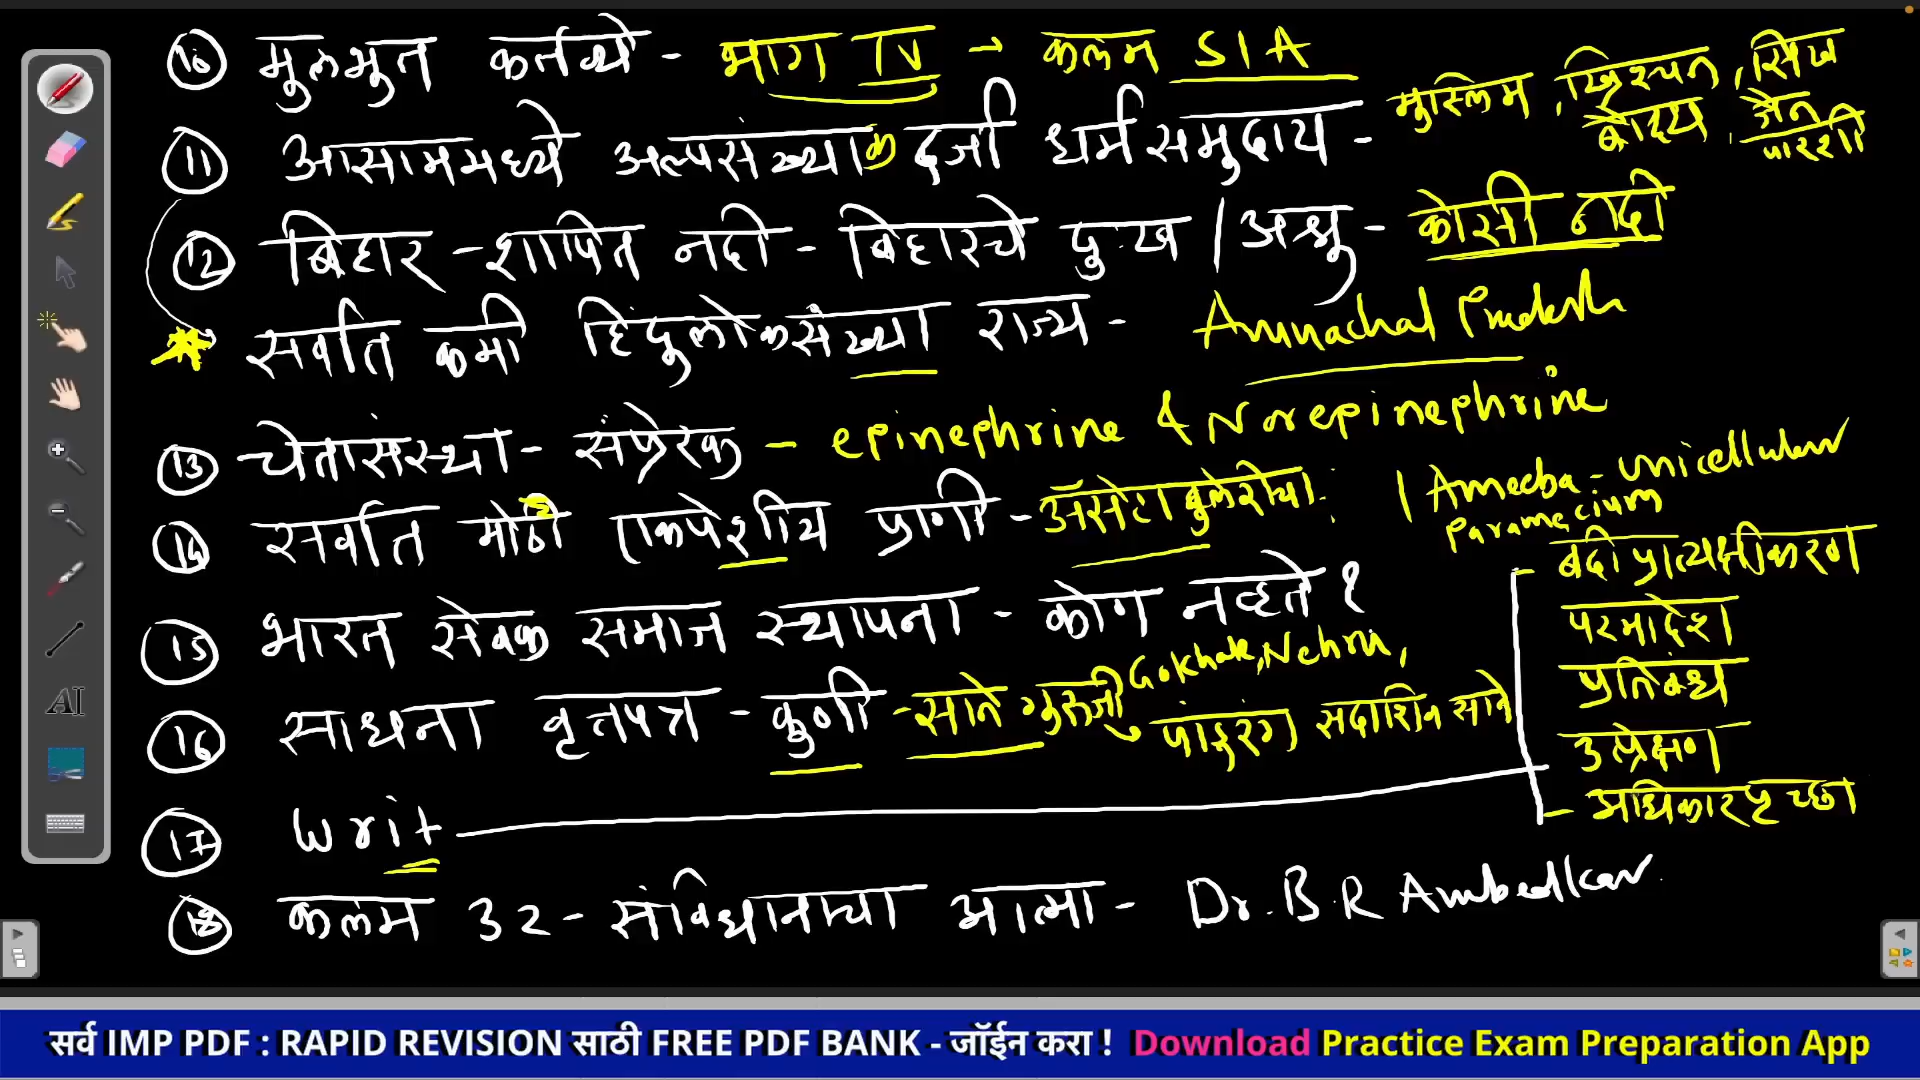 10 मुलभुत कर्तव्ये - भाग IV → कलम 51A
11 आसाममध्ये अल्पसंख्याक दर्जा धर्मसमुदाय - मुस्लिम, ख्रिश्चन, सिख
बौध्द, जैन
पारशी
12 बिहार - शापित नदी - बिहारचे दुःख / अश्रु - कोसी नदी
सर्वात कमी हिंदुलोकसंख्या राज्य - Arunachal Pradesh
13 चेतासंस्था - संप्रेरक - epinephrine & Norepinephrine
14 सर्वात मोठी एकपेशीय प्राणी - | Ameeba - unicellular
Paramecium
15 भारत सेवक समाज स्थापना - कोण नव्हते?
Gokhale, Nehru,
16 साधना वृत्तपत्र - कुणी - साने गुरुजी → पांडुरंग सदाशिव साने
17 Writ
बंदी प्रात्यक्षीकरण
परमादेश
प्रतिबंध
उत्प्रेक्षण
अधिकारपृच्छा
18 कलम 32 - संविधानाचा आत्मा - Dr. B.R Ambedkar.
AI
सर्व IMP PDF : RAPID REVISION साठी FREE PDF BANK - जॉईन करा ! Download Practice Exam Preparation App